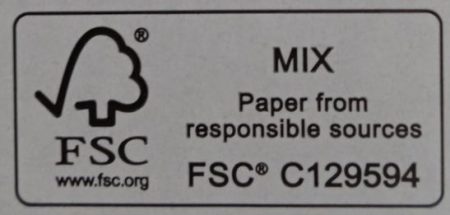 ®
FSC
www.fsc.org
MIX
Paper from
responsible sources
FSC® C129594